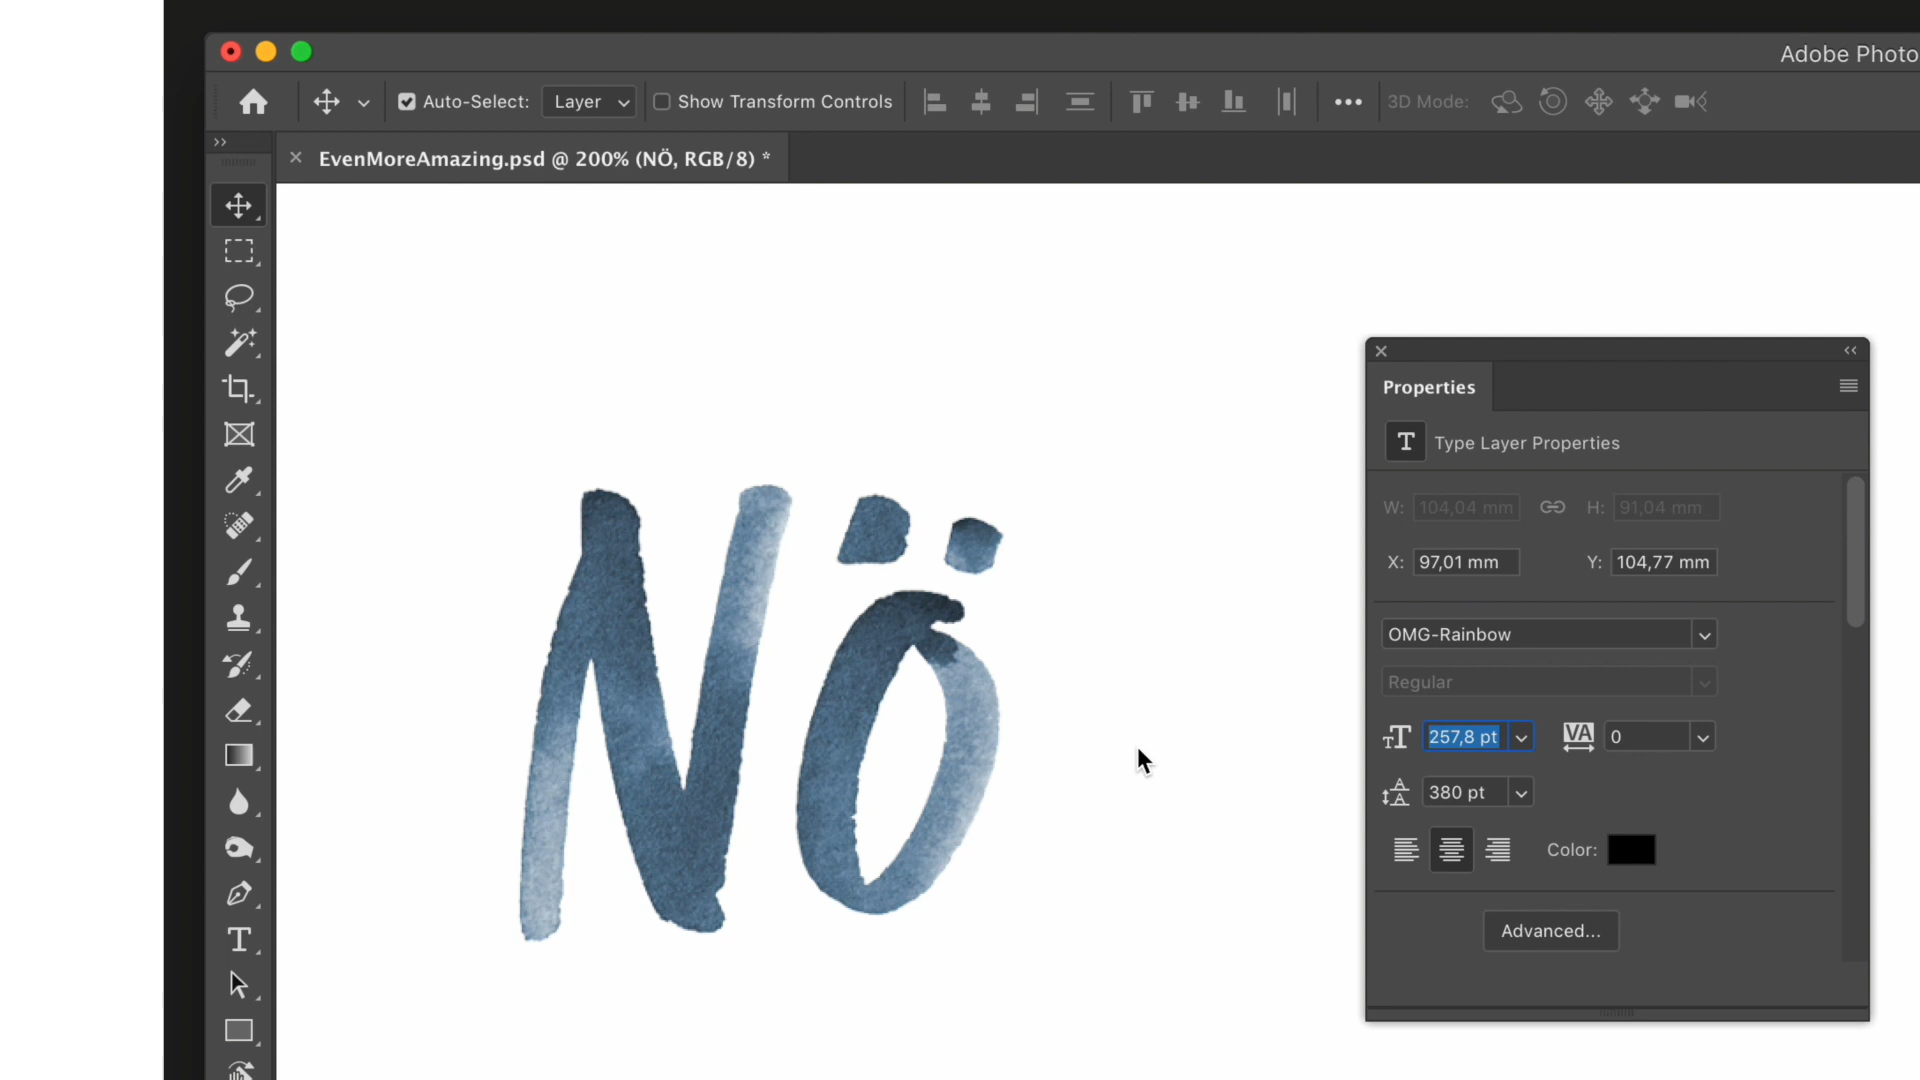 Adobe Photo
Auto-Select: Layer Show Transform Controls 3D Mode:
EvenMoreAmazing.psd @ 200% (NÖ, RGB/8) *
NÖ
Properties
T Type Layer Properties
W: 104,04 mm H: 91,04 mm
X: 97,01 mm Y: 104,77 mm
OMG-Rainbow
Regular
257,8 pt VA 0
380 pt
Color:
Advanced...